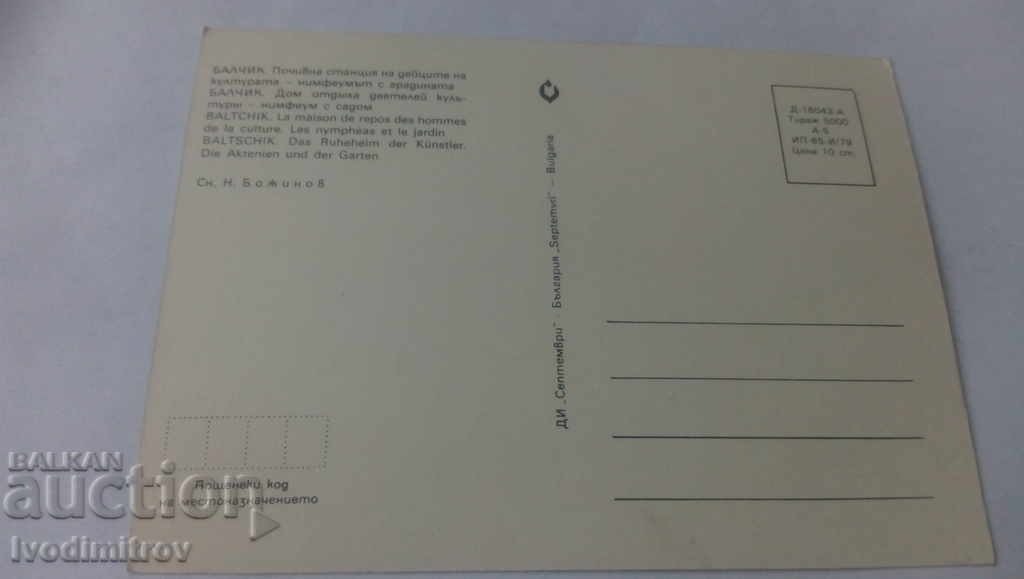 БАЛЧИК. Почивна станция на дейците на
културата – нимфеумът с градината
БАЛЧИК. Дом отдыха деятелей куль-
туры – нимфеум с садом
BALTCHIK. La maison de repos des hommes
de la culture. Les nymphéas et le jardin
BALTSCHIK. Das Ruheheim der Künstler.
Die Aktenien und der Garten
Сн. Н. Божинов
Пощенски код
на местоназначението
ДИ „Септември" · България „Septemvri" – Bulgaria
Д-18043-А
Тираж 5000
А-6
ИП-65-И/79
Цена 10 ст.
BALKAN
auction
Ivodimitrov